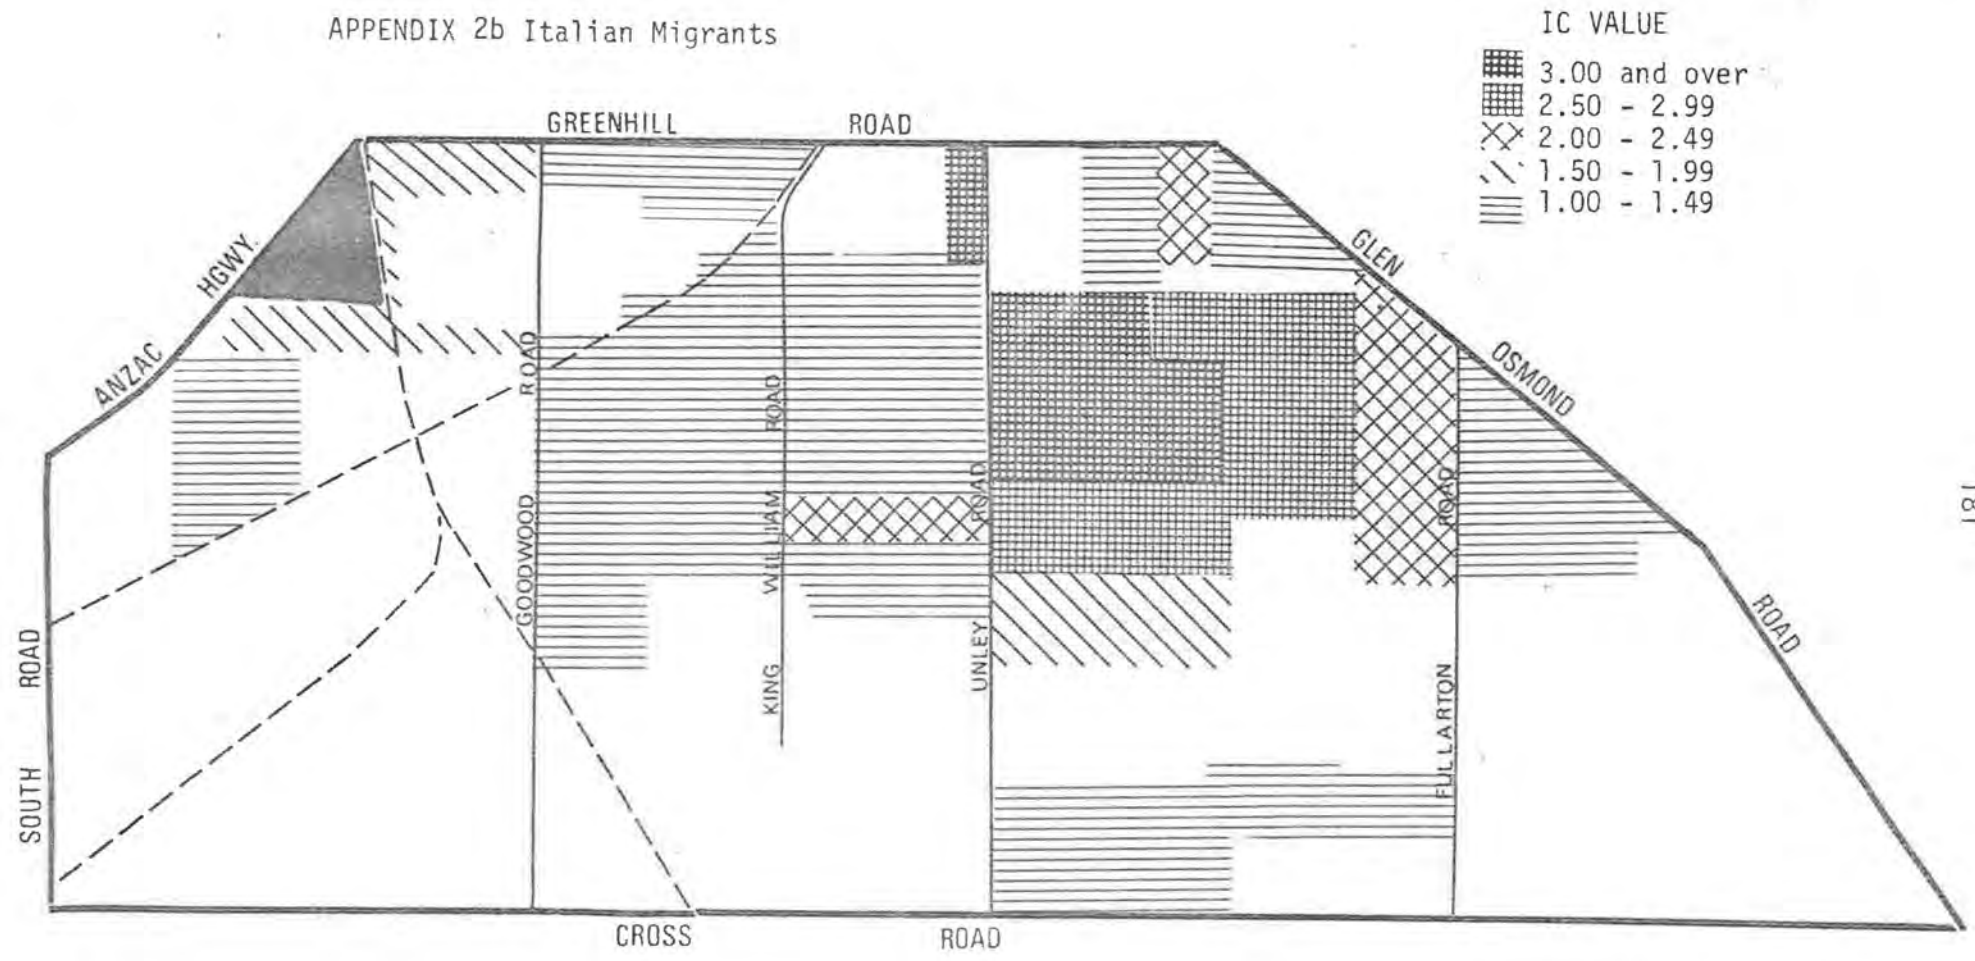 APPENDIX 2b Italian Migrants
IC VALUE
3.00 and over
2.50 - 2.99
2.00 - 2.49
1.50 - 1.99
1.00 - 1.49
GREENHILL ROAD
ANZAC HGWY.
GLEN OSMOND ROAD
SOUTH ROAD
GOODWOOD ROAD
KING WILLIAM ROAD
UNLEY ROAD
FULLARTON ROAD
CROSS ROAD
181